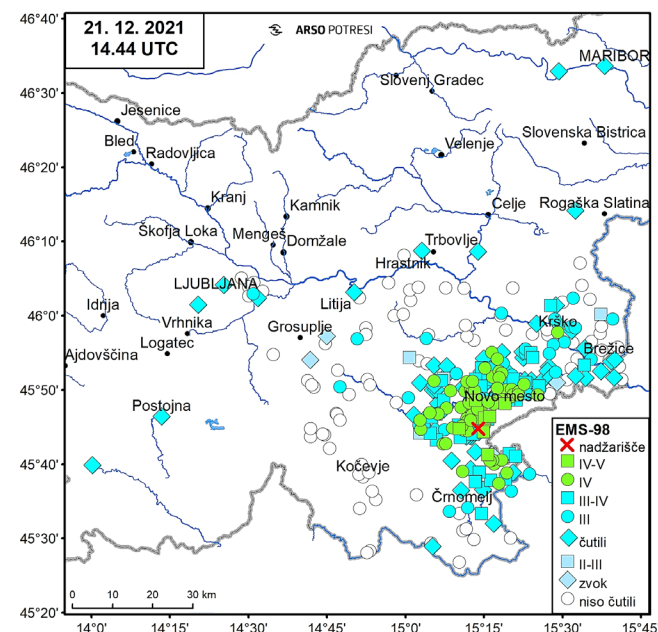 21. 12. 2021
14.44 UTC
ARSO POTRESI
46°40'
46°30'
46°20'
46°10'
46°0'
45°50'
45°40'
45°30'
45°20'
MARIBOR
Slovenj Gradec
Jesenice
Bled
Radovljica
Velenje
Slovenska Bistrica
Kranj
Kamnik
Celje
Rogaška Slatina
Škofja Loka
Mengeš
Domžale
Trbovlje
Hrastnik
LJUBLJANA
Litija
Idrija
Vrhnika
Grosuplje
Krško
Logatec
Ajdovščina
Brežice
Novo mesto
Postojna
Kočevje
Črnomelj
EMS-98
nadžarišče
IV-V
IV
III-IV
III
čutili
II-III
zvok
niso čutili
0 10 20 30 km
14°0' 14°15' 14°30' 14°45' 15°0' 15°15' 15°30' 15°45'